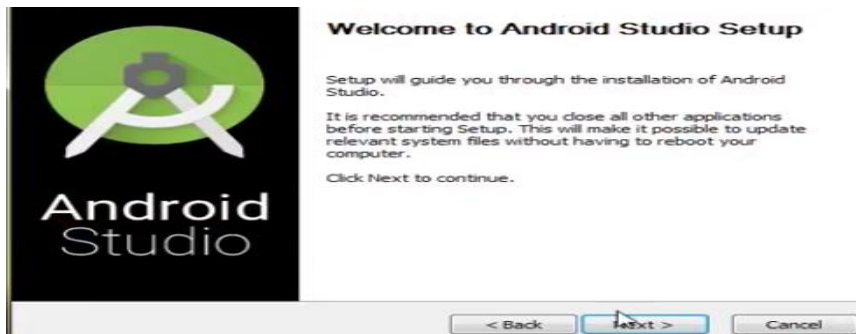 Welcome to Android Studio Setup
Setup will guide you through the installation of Android
Studio.
It is recommended that you close all other applications
before starting Setup. This will make it possible to update
relevant system files without having to reboot your
computer.
Click Next to continue.
Android
Studio
< Back
Next >
Cancel